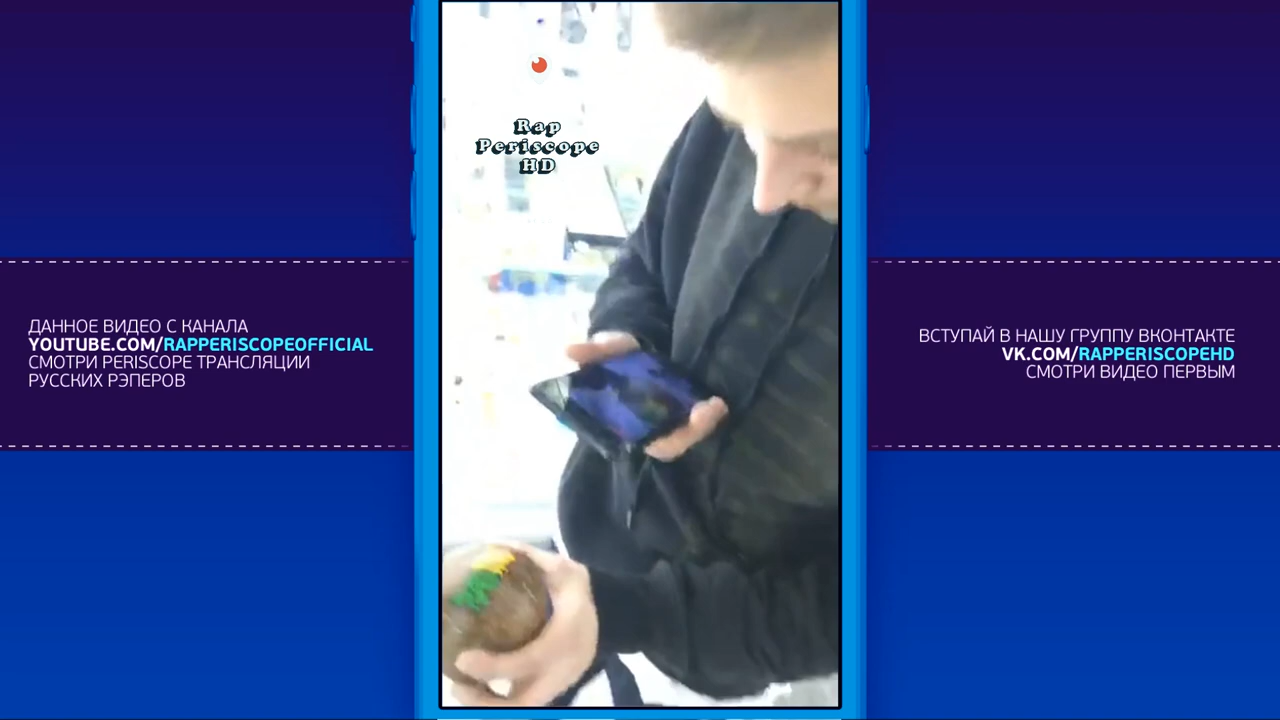 Rap
Periscope
HD
ДАННОЕ ВИДЕО С КАНАЛА
YOUTUBE.COM/RAPPERISCOPEOFFICIAL
СМОТРИ PERISCOPE ТРАНСЛЯЦИИ
РУССКИХ РЭПЕРОВ
ВСТУПАЙ В НАШУ ГРУППУ ВКОНТАКТЕ
VK.COM/RAPPERISCOPEHD
СМОТРИ ВИДЕО ПЕРВЫМ